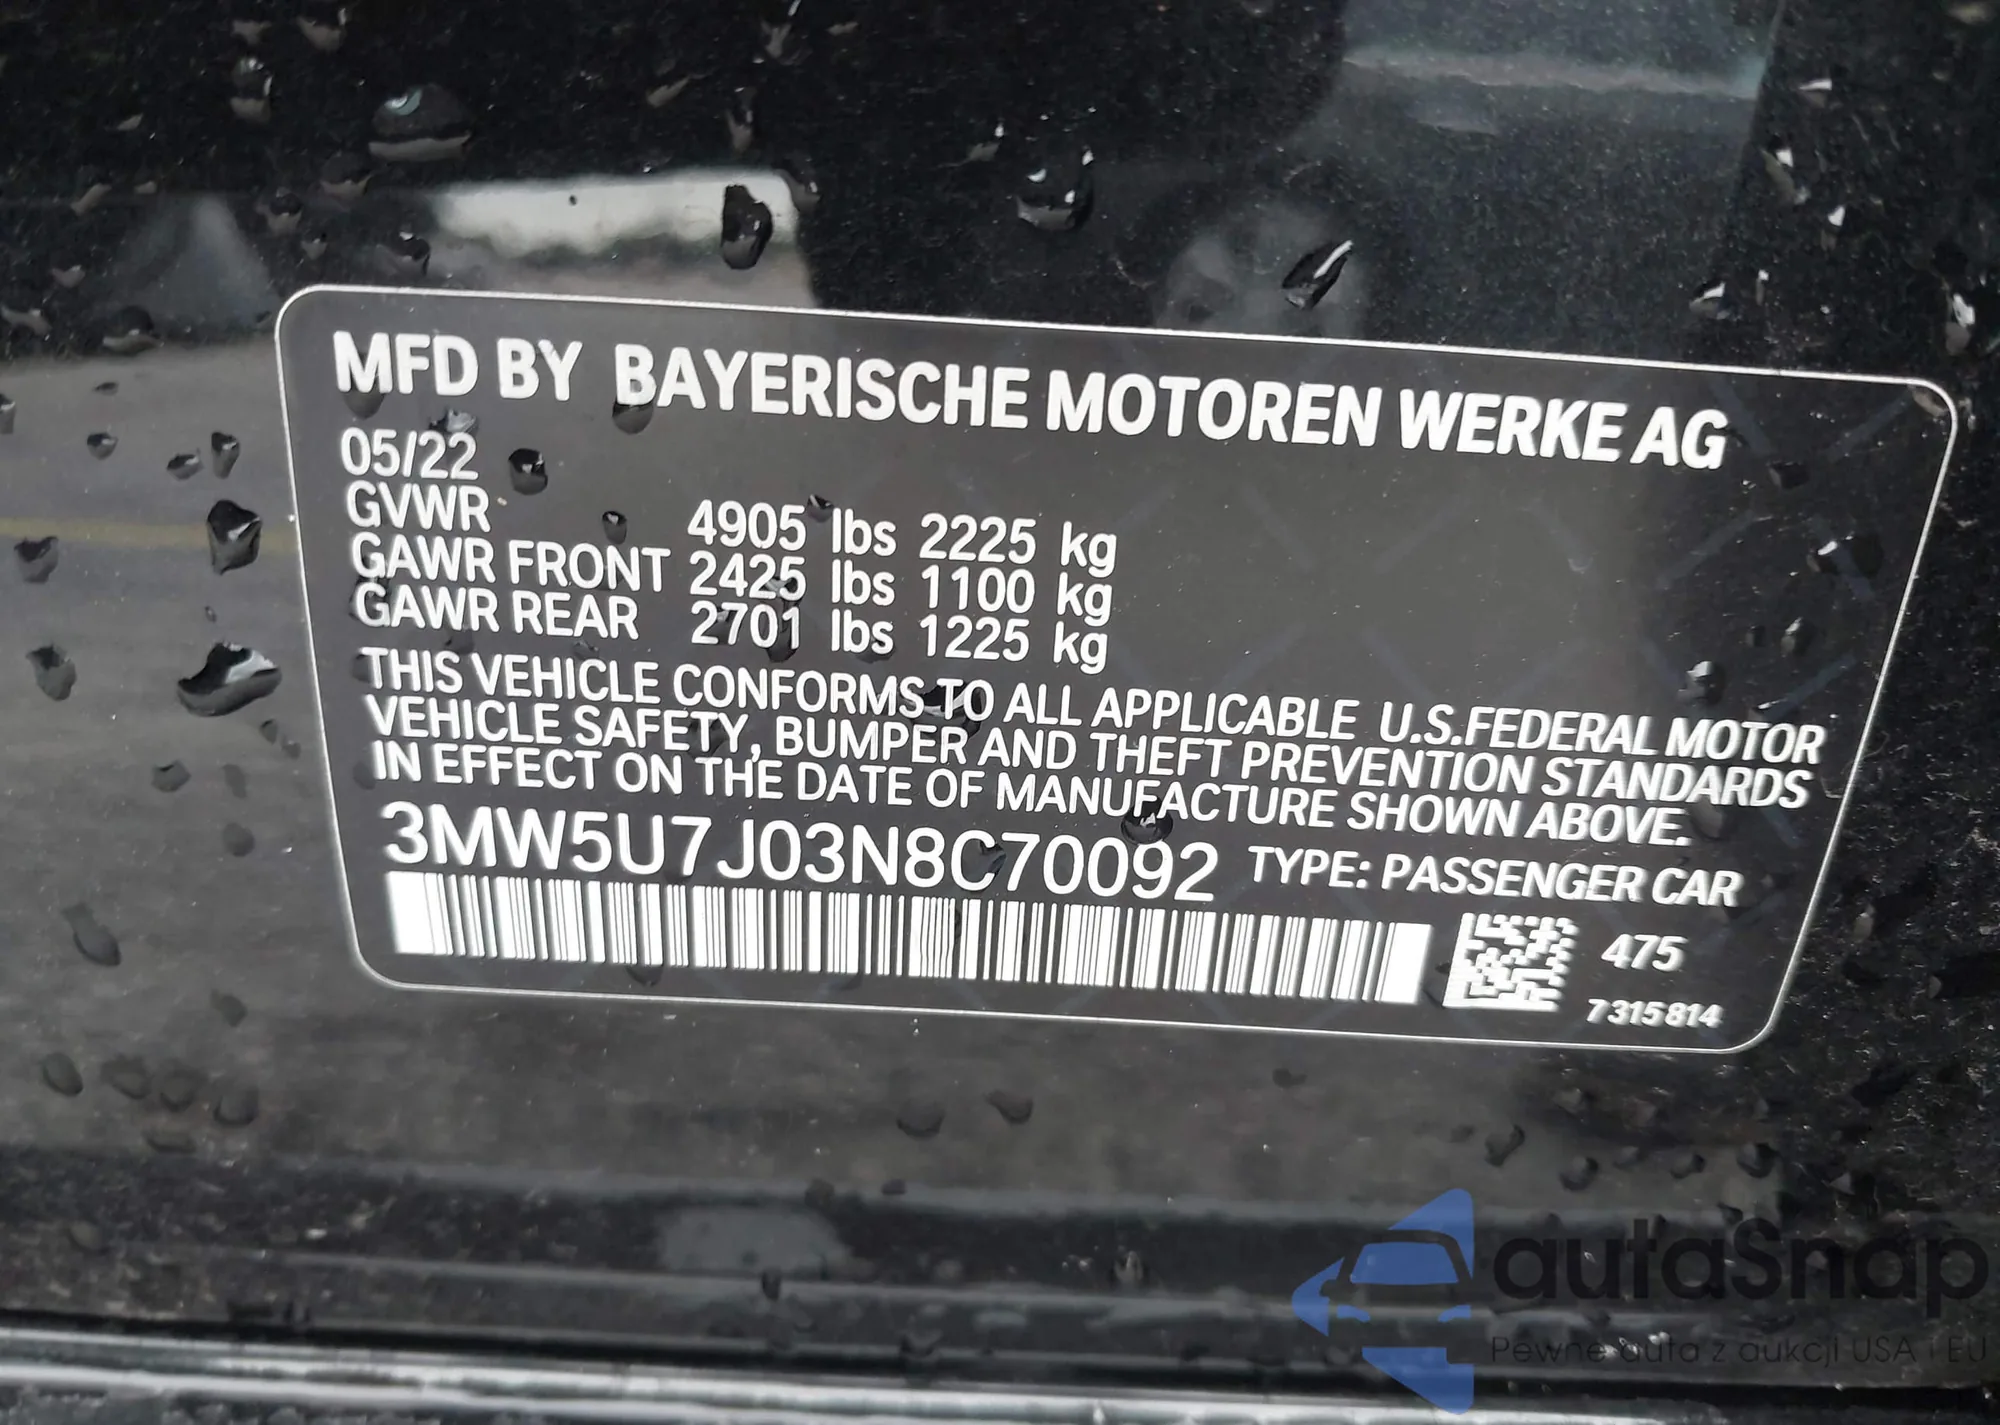 MFD BY BAYERISCHE MOTOREN WERKE AG
05/22
GVWR 4905 lbs 2225 kg
GAWR FRONT 2425 lbs 1100 kg
GAWR REAR 2701 lbs 1225 kg
THIS VEHICLE CONFORMS TO ALL APPLICABLE U.S.FEDERAL MOTOR
VEHICLE SAFETY, BUMPER AND THEFT PREVENTION STANDARDS
IN EFFECT ON THE DATE OF MANUFACTURE SHOWN ABOVE.
3MW5U7J03N8C70092 TYPE: PASSENGER CAR
475
7315814
autaSnap
Pewne auta z aukcji USA i EU